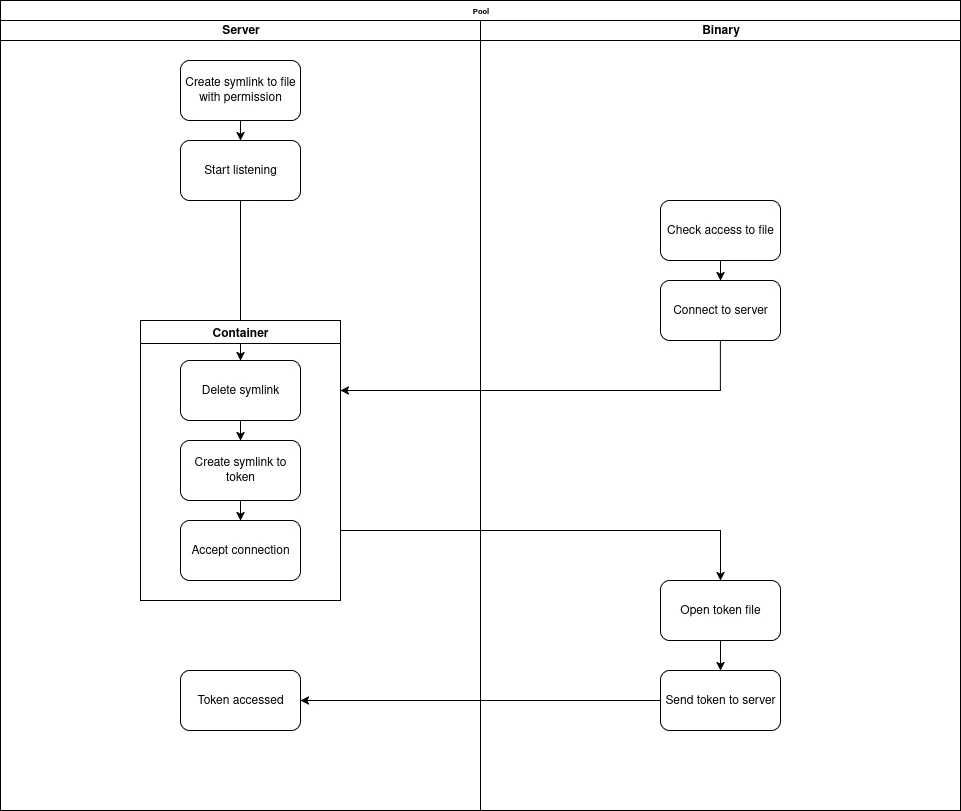 Pool
Server
Binary
Create symlink to file
with permission
Start listening
Check access to file
Connect to server
Container
Delete symlink
Create symlink to
token
Accept connection
Open token file
Token accessed
Send token to server